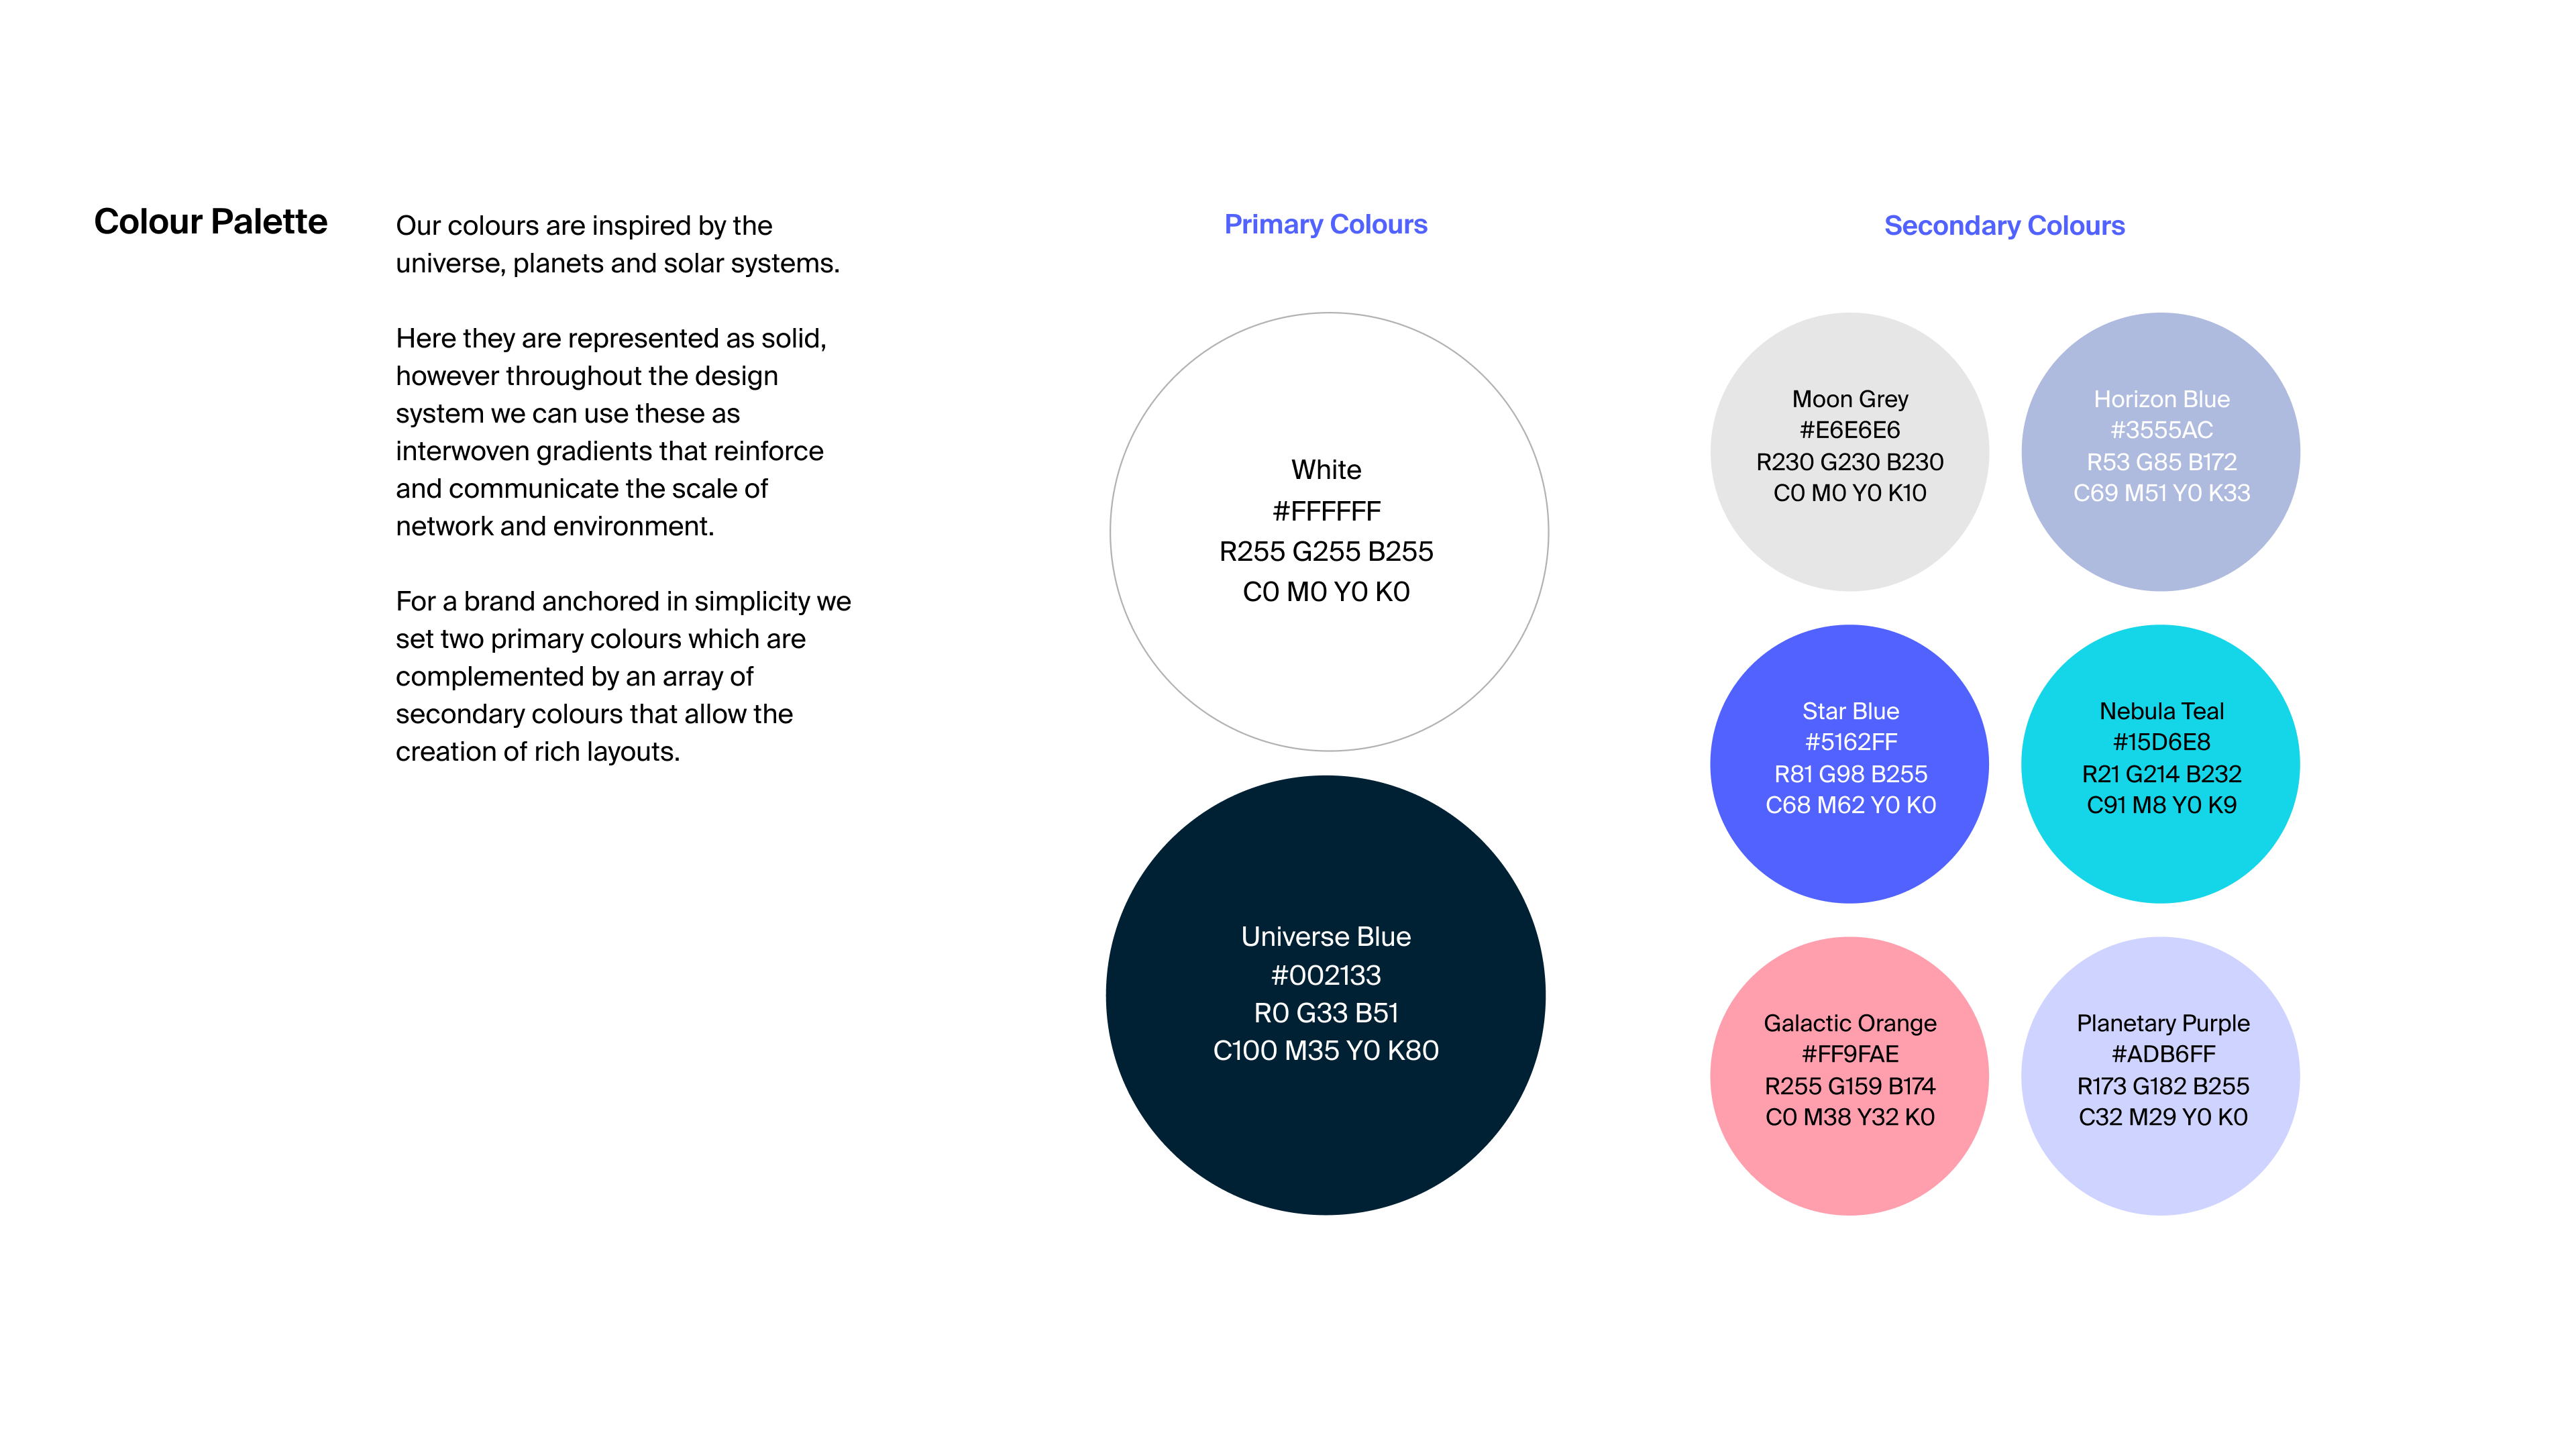 Colour Palette
Our colours are inspired by the
universe, planets and solar systems.
Here they are represented as solid,
however throughout the design
system we can use these as
interwoven gradients that reinforce
and communicate the scale of
network and environment.
For a brand anchored in simplicity we
set two primary colours which are
complemented by an array of
secondary colours that allow the
creation of rich layouts.
Primary Colours
White
#FFFFFF
R255 G255 B255
C0 M0 Y0 K0
Universe Blue
#002133
R0 G33 B51
C100 M35 Y0 K80
Secondary Colours
Moon Grey
#E6E6E6
R230 G230 B230
C0 M0 Y0 K10
Horizon Blue
#3555AC
R53 G85 B172
C69 M51 Y0 K33
Star Blue
#5162FF
R81 G98 B255
C68 M62 Y0 K0
Nebula Teal
#15D6E8
R21 G214 B232
C91 M8 Y0 K9
Galactic Orange
#FF9FAE
R255 G159 B174
C0 M38 Y32 K0
Planetary Purple
#ADB6FF
R173 G182 B255
C32 M29 Y0 K0